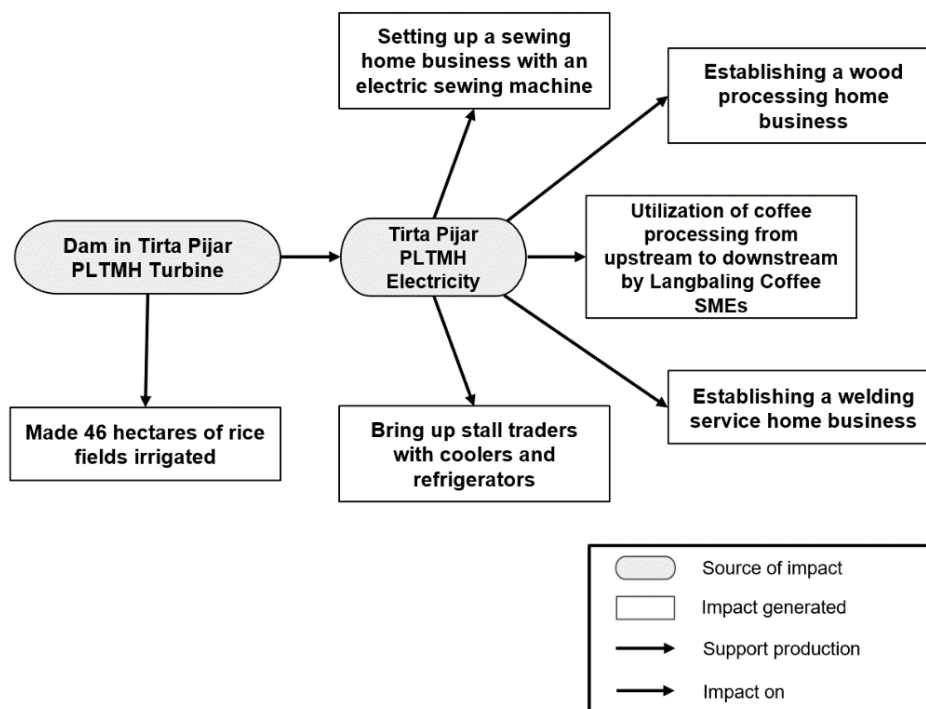 Setting up a sewing
home business with an
electric sewing machine
Establishing a wood
processing home
business
Dam in Tirta Pijar
PLTMH Turbine
Tirta Pijar
PLTMH
Electricity
Utilization of coffee
processing from
upstream to downstream
by Langbaling Coffee
SMEs
Made 46 hectares of rice
fields irrigated
Bring up stall traders
with coolers and
refrigerators
Establishing a welding
service home business
Source of impact
Impact generated
Support production
Impact on